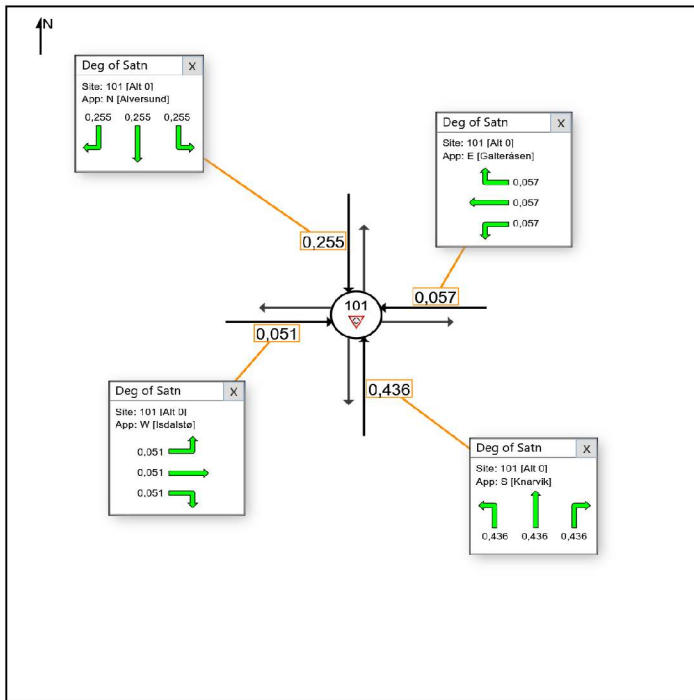 N
Deg of Satn X
Site: 101 [Alt 0]
App: N [Alversund]
0,255 0,255 0,255
Deg of Satn X
Site: 101 [Alt 0]
App: E [Galteråsen]
0,057
0,057
0,057
0,255
0,057
101
0,051
0,436
Deg of Satn X
Site: 101 [Alt 0]
App: W [Isdalstø]
0,051
0,051
0,051
Deg of Satn X
Site: 101 [Alt 0]
App: S [Knarvik]
0,436 0,436 0,436